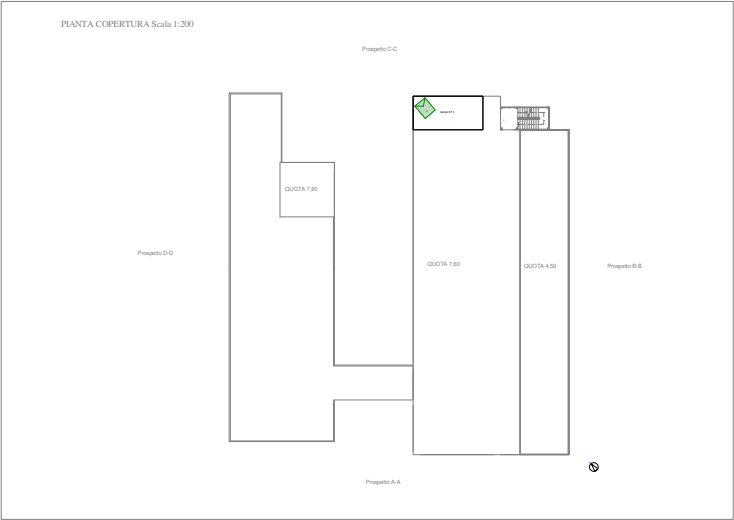 PIANTA COPERTURA Scala 1:200
Prospetto C-C
QUOTA 7,60
Prospetto D-D
QUOTA 7,60
QUOTA 4,50
Prospetto B-B
Prospetto A-A